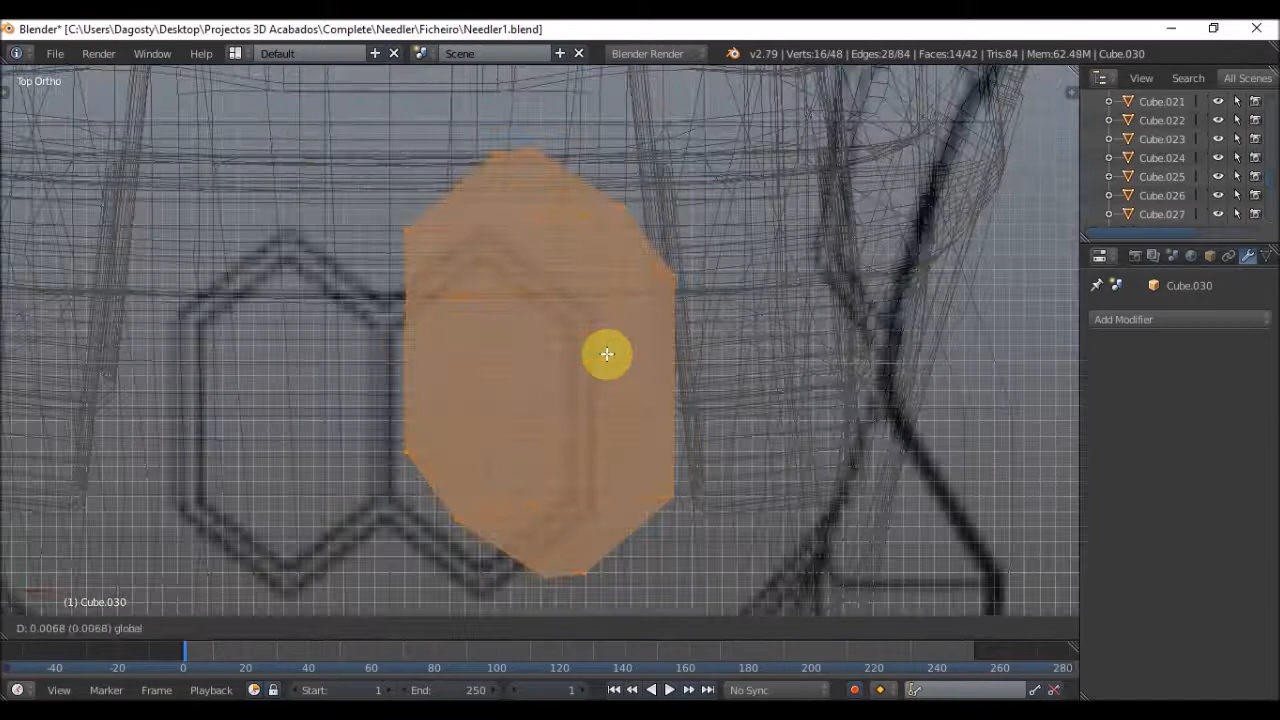 Blender* [C:\Users\Dagosty\Desktop\Projectos 3D Acabados\Complete\Needler\Ficheiro\Needler1.blend]
File Render Window Help Default Scene Blender Render v2.79 | Verts:16/48 | Edges:28/84 | Faces:14/42 | Tris:84 | Mem:62.49M | Cube.030
Top Ortho
View Search All Scenes
Cube.021
Cube.022
Cube.023
Cube.024
Cube.025
Cube.026
Cube.027
Cube.030
Add Modifier
(1) Cube.030
D: 0.0068 (0.0068) global
-40 -20 0 20 40 60 80 100 120 140 160 180 200 220 240 260 280
View Marker Frame Playback Start: 1 End: 250 1 No Sync